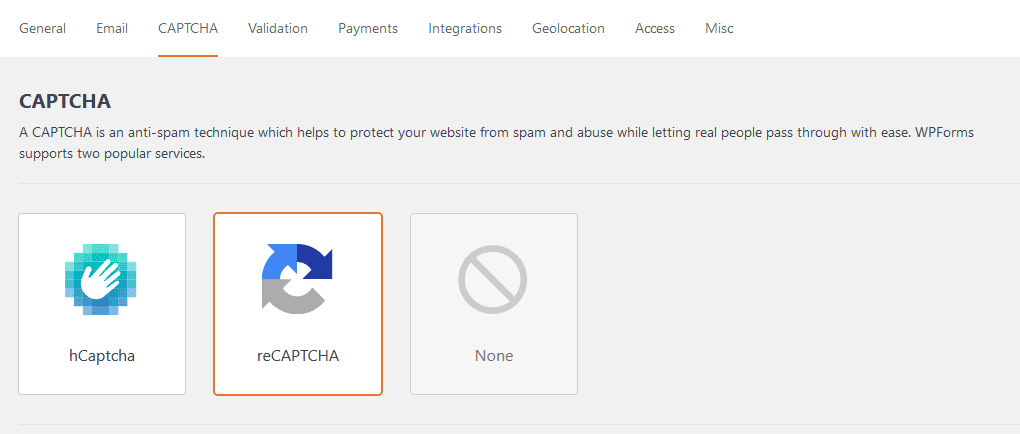 General Email CAPTCHA Validation Payments Integrations Geolocation Access Misc
CAPTCHA
A CAPTCHA is an anti-spam technique which helps to protect your website from spam and abuse while letting real people pass through with ease. WPForms
supports two popular services.
hCaptcha reCAPTCHA None